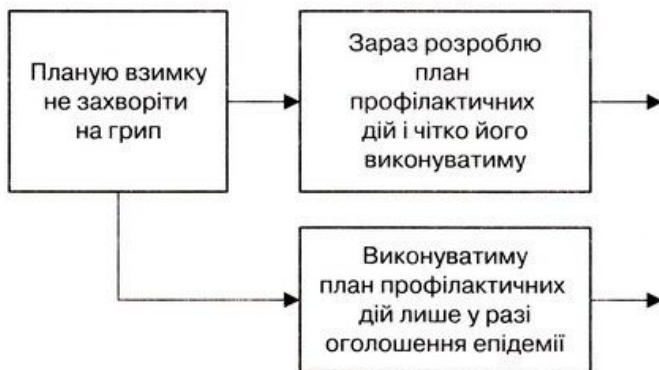 Планую взимку
не захворіти
на грип
Зараз розроблю
план
профілактичних
дій і чітко його
виконуватиму
Виконуватиму
план профілактичних
дій лише у разі
оголошення епідемії